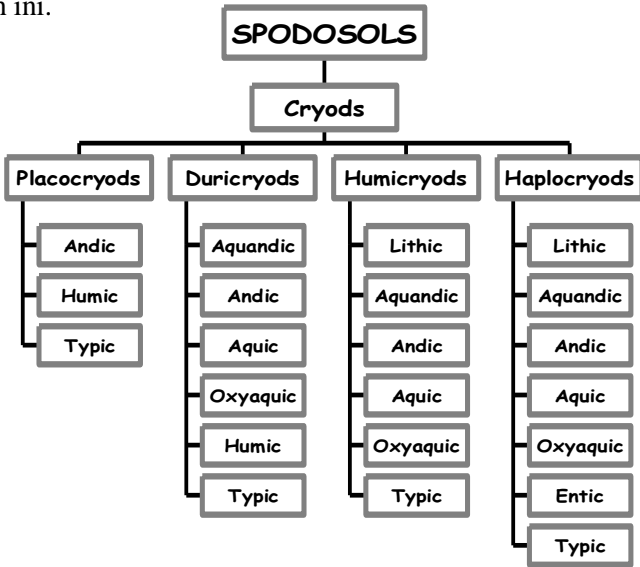 ini.
SPODOSOLS
Cryods
Placocryods
Duricryods
Humicryods
Haplocryods
Andic
Humic
Typic
Aquandic
Andic
Aquic
Oxyaquic
Humic
Typic
Lithic
Aquandic
Andic
Aquic
Oxyaquic
Typic
Lithic
Aquandic
Andic
Aquic
Oxyaquic
Entic
Typic